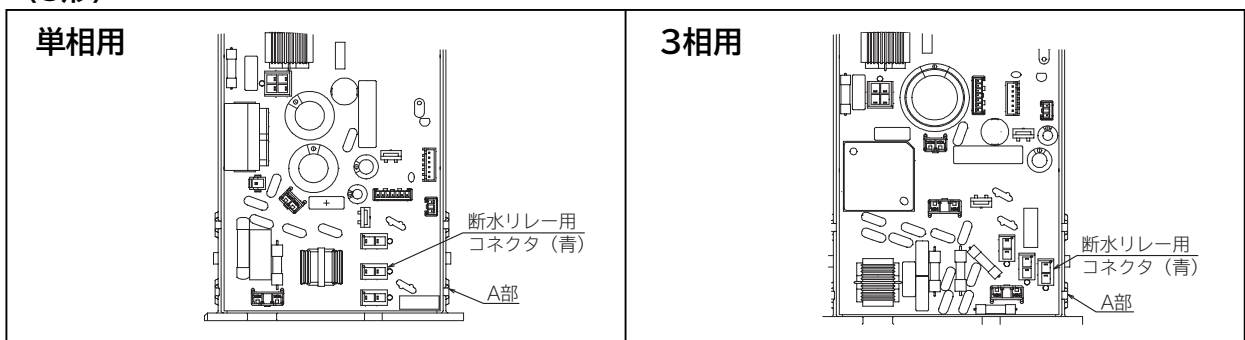 単相用
断水リレー用
コネクタ（青）
A部
3相用
断水リレー用
コネクタ（青）
A部